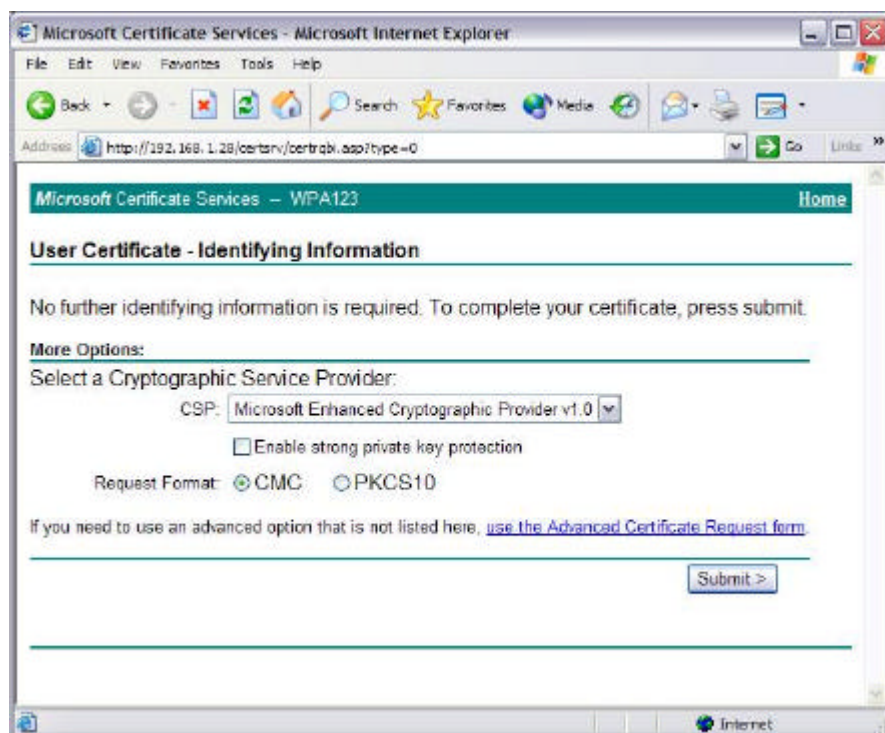 Microsoft Certificate Services - Microsoft Internet Explorer
File Edit View Favorites Tools Help
Back Search Favorites Media
Address http://192.168.1.28/certsrv/certrqbi.asp?type=0 Go Links »
Microsoft Certificate Services -- WPA123 Home
User Certificate - Identifying Information
No further identifying information is required. To complete your certificate, press submit.
More Options:
Select a Cryptographic Service Provider:
CSP: Microsoft Enhanced Cryptographic Provider v1.0
Enable strong private key protection
Request Format: CMC PKCS10
If you need to use an advanced option that is not listed here, use the Advanced Certificate Request form.
Submit >
Internet